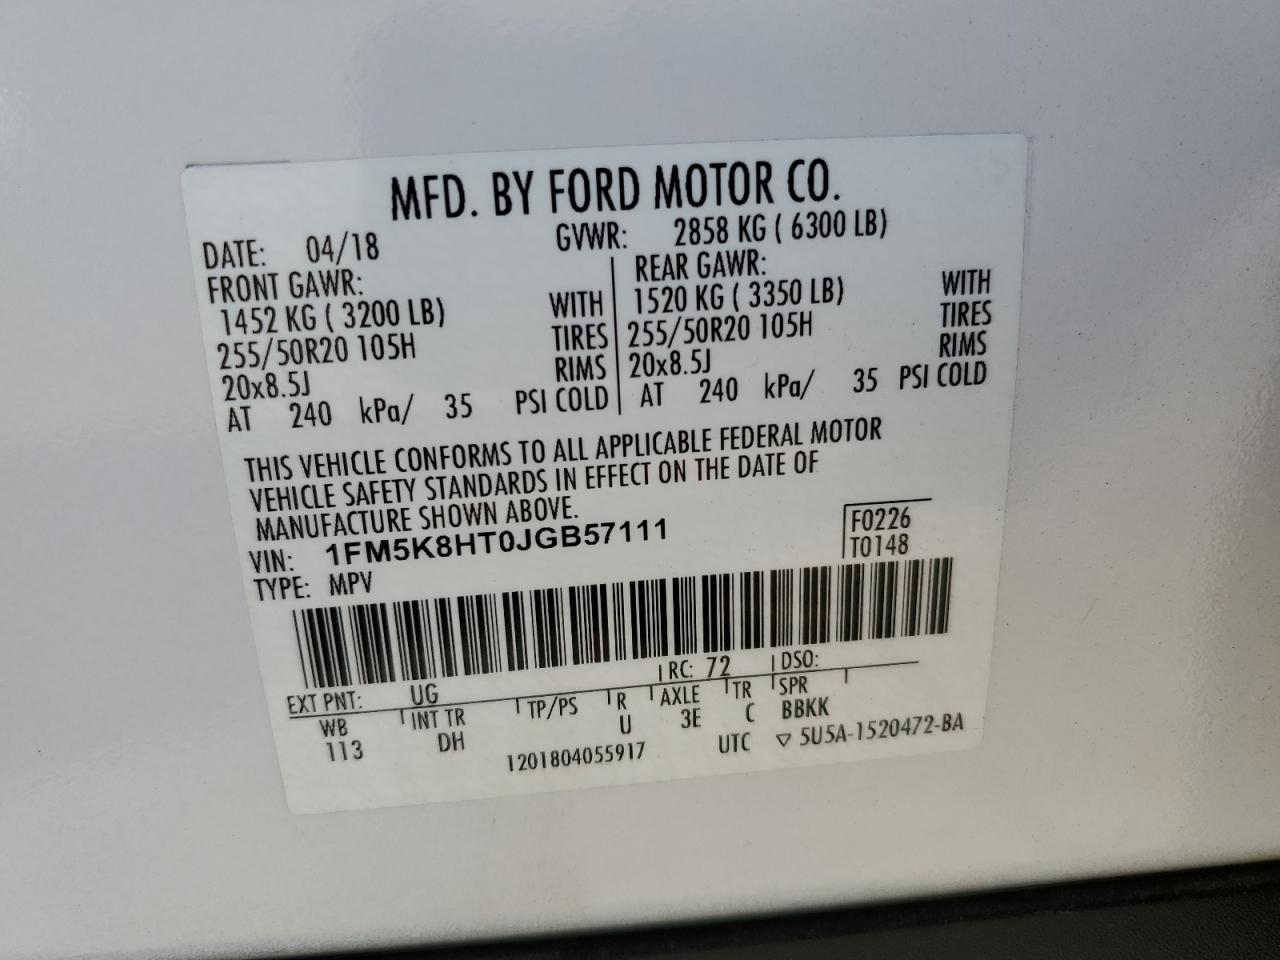 MFD. BY FORD MOTOR CO.
DATE: 04/18 GVWR: 2858 KG ( 6300 LB)
FRONT GAWR: REAR GAWR:
1452 KG ( 3200 LB) WITH 1520 KG ( 3350 LB) WITH
255/50R20 105H TIRES 255/50R20 105H TIRES
20x8.5J RIMS 20x8.5J RIMS
AT 240 kPa/ 35 PSI COLD AT 240 kPa/ 35 PSI COLD
THIS VEHICLE CONFORMS TO ALL APPLICABLE FEDERAL MOTOR
VEHICLE SAFETY STANDARDS IN EFFECT ON THE DATE OF
MANUFACTURE SHOWN ABOVE.
VIN: 1FM5K8HT0JGB57111 F0226
TYPE: MPV T0148
EXT PNT: UG RC: 72 DSO:
WB INT TR TP/PS R AXLE TR SPR
113 DH U 3E C BBKK
1201804055917 UTC ▽ 5U5A-1520472-BA